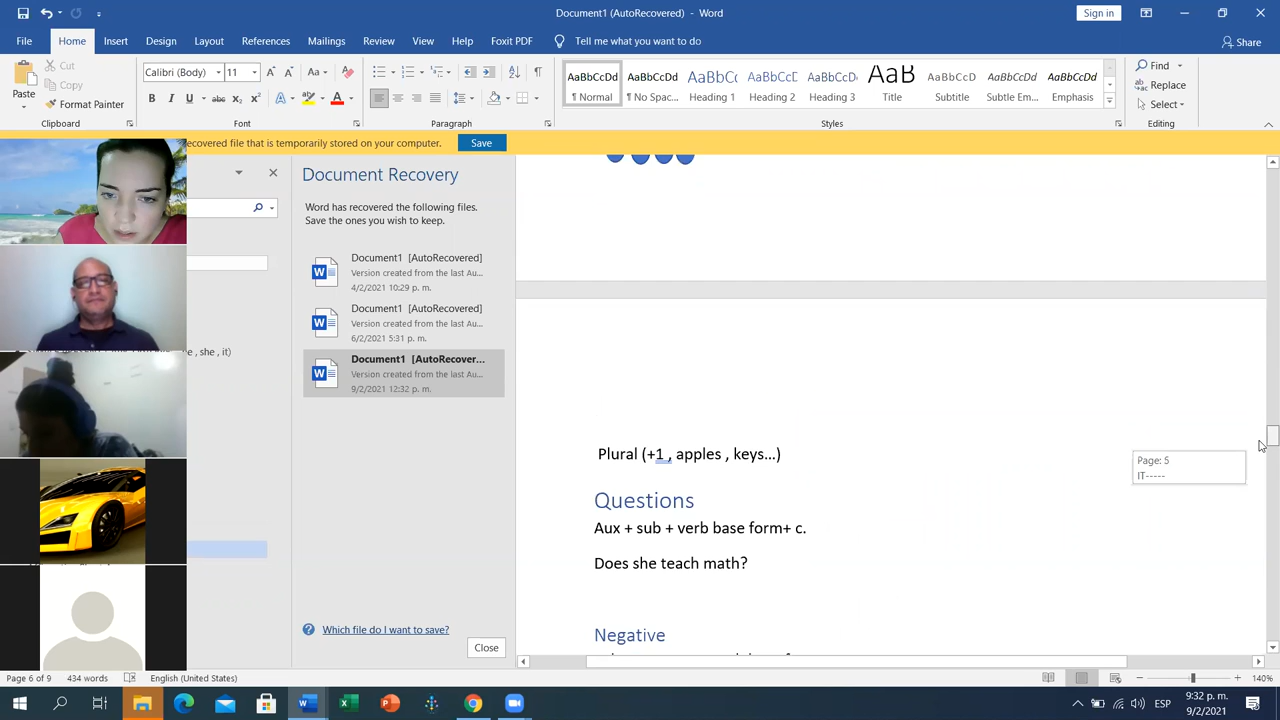 Document1 (AutoRecovered) - Word
Sign in
File Home Insert Design Layout References Mailings Review View Help Foxit PDF Tell me what you want to do Share
Paste
Cut
Copy
Format Painter
Calibri (Body) 11
Clipboard Font Paragraph Styles Editing
AaBbCcDd AaBbCcDd AaBbCc AaBbCcD AaBbCcD AaB AaBbCcD AaBbCcDd AaBbCcDd
¶ Normal ¶ No Spac... Heading 1 Heading 2 Heading 3 Title Subtitle Subtle Em... Emphasis
Find
Replace
Select
ecovered file that is temporarily stored on your computer. Save
Document Recovery
Word has recovered the following files.
Save the ones you wish to keep.
Document1 [AutoRecovered]
Version created from the last Au...
4/2/2021 10:29 p. m.
Document1 [AutoRecovered]
Version created from the last Au...
6/2/2021 5:31 p. m.
Document1 [AutoRecover...
Version created from the last Au...
9/2/2021 12:32 p. m.
Which file do I want to save?
Close
, she , it)
Plural (+1 , apples , keys...)
Questions
Aux + sub + verb base form+ c.
Does she teach math?
Negative
Page: 5
IT-----
Page 6 of 9 434 words English (United States) 140%
ESP
9:32 p. m.
9/2/2021